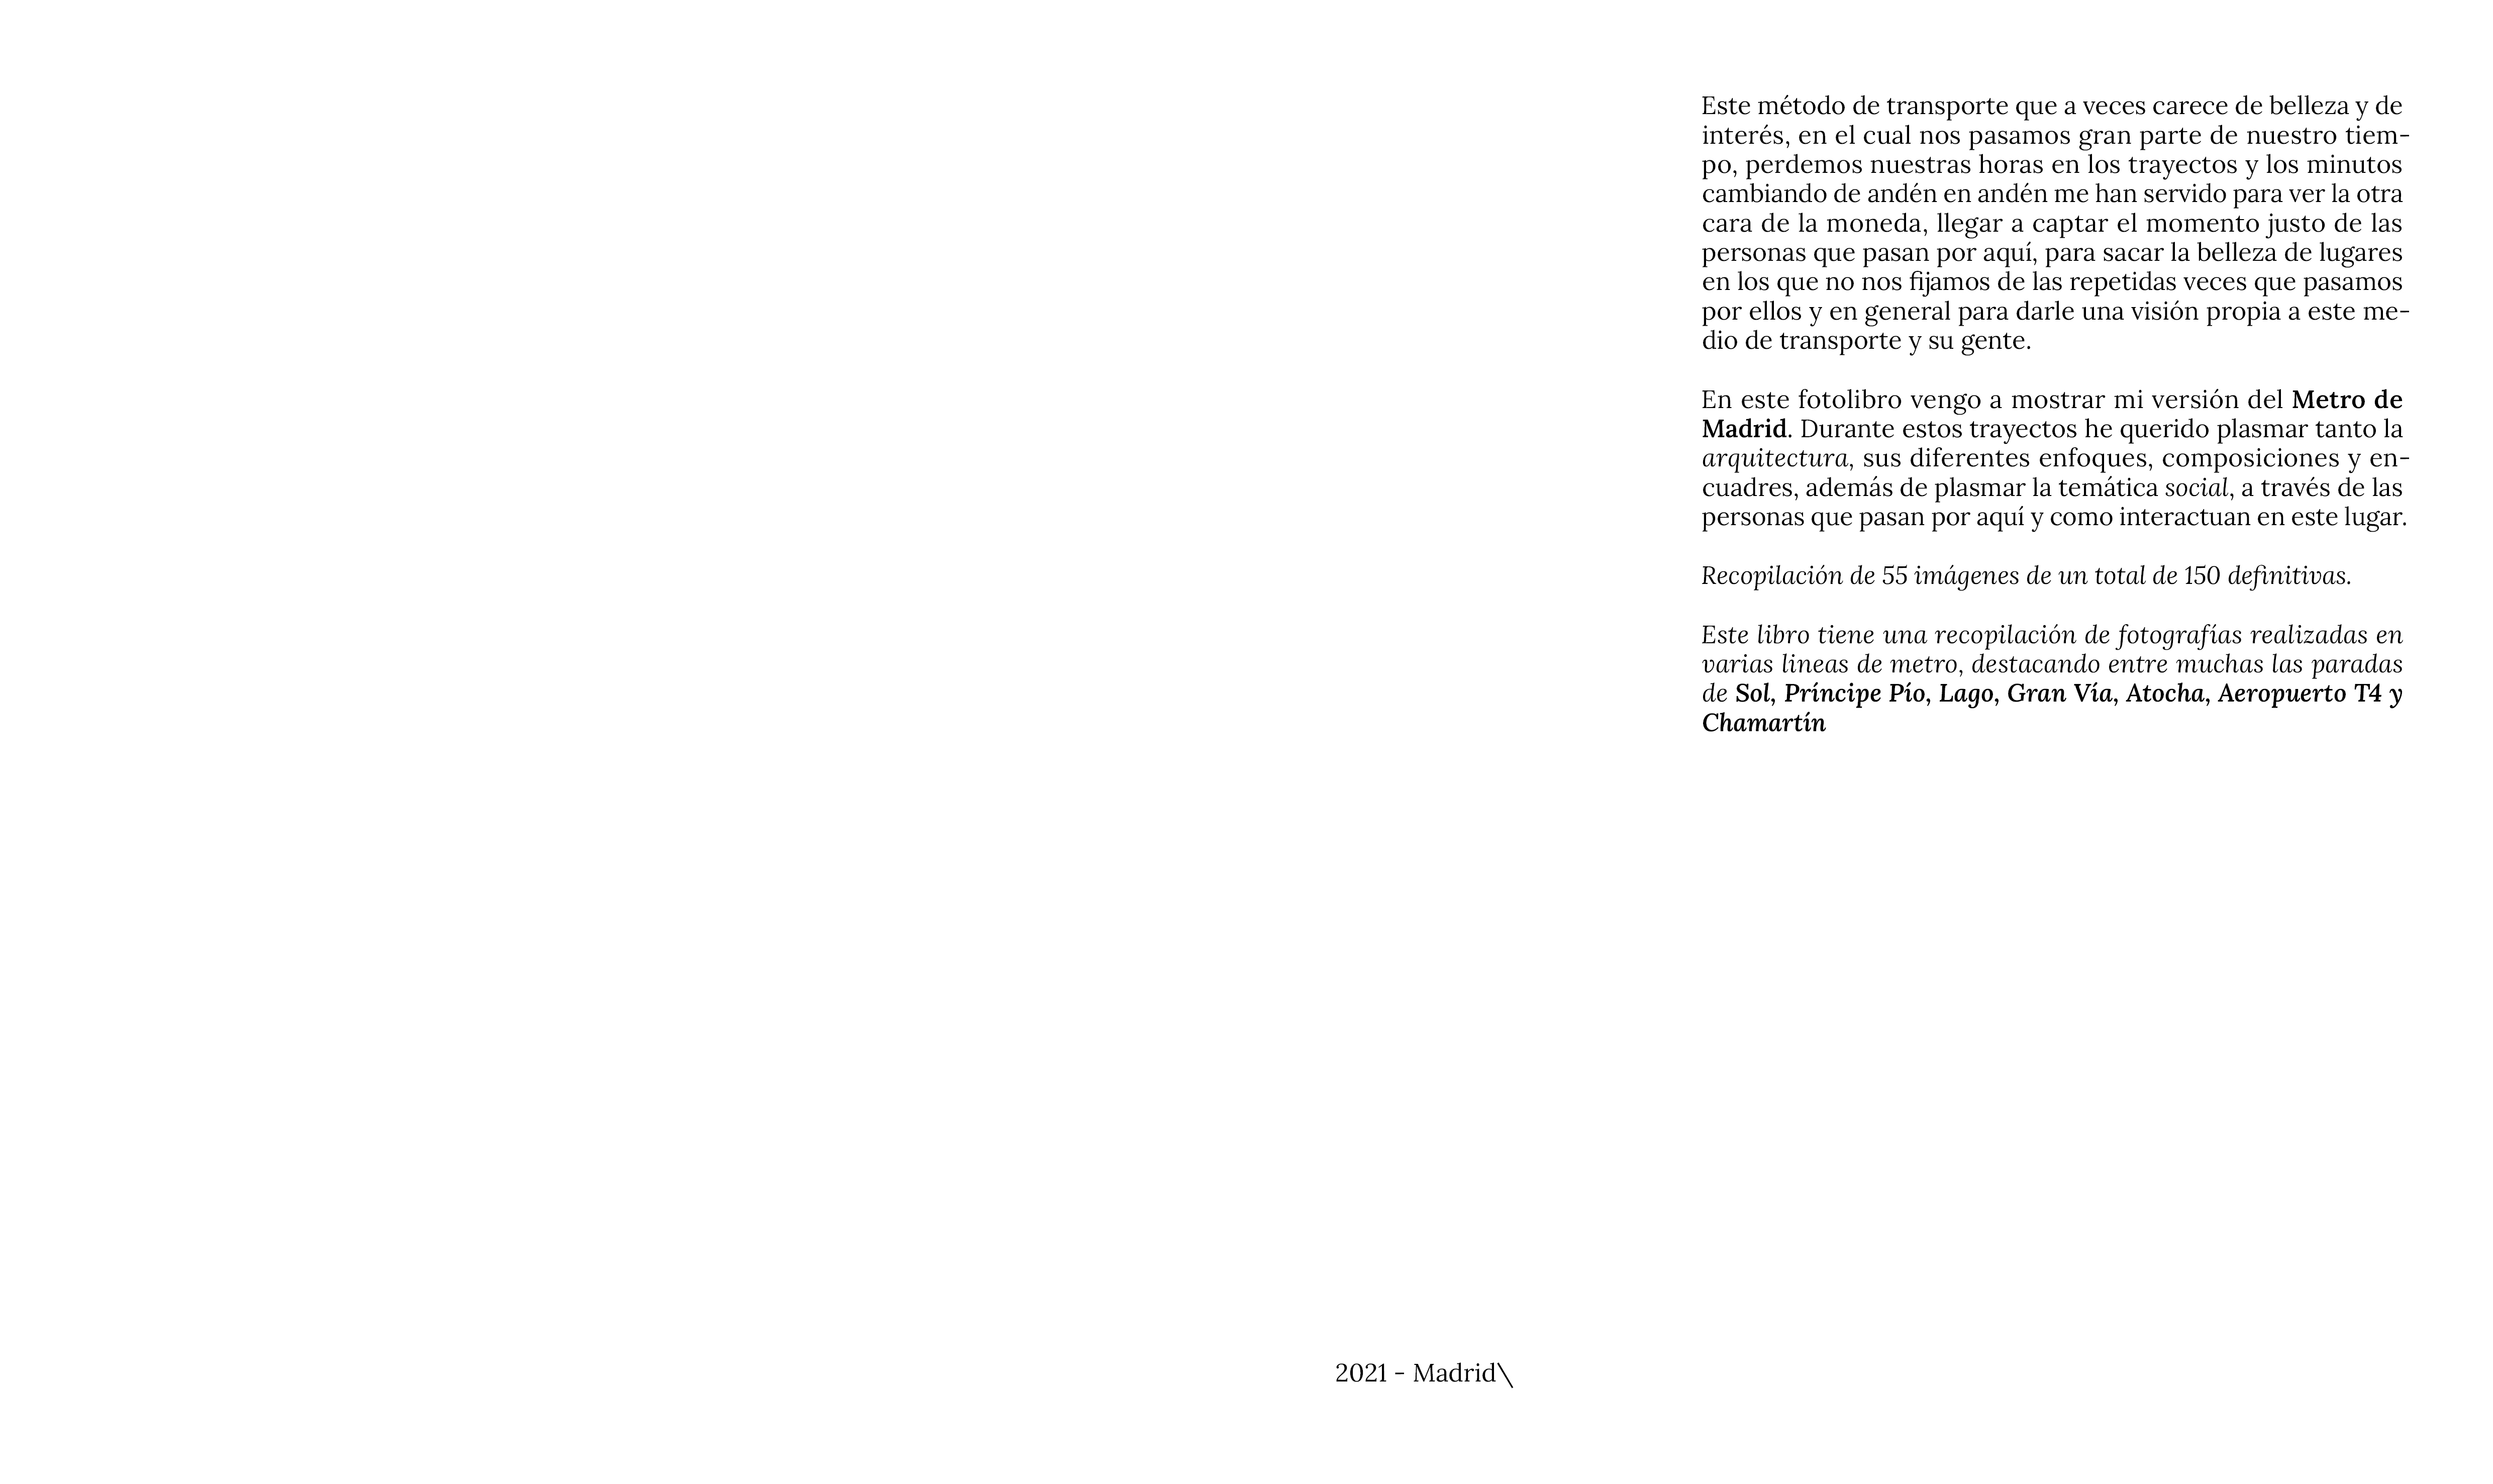 Este método de transporte que a veces carece de belleza y de
interés, en el cual nos pasamos gran parte de nuestro tiem-
po, perdemos nuestras horas en los trayectos y los minutos
cambiando de andén en andén me han servido para ver la otra
cara de la moneda, llegar a captar el momento justo de las
personas que pasan por aquí, para sacar la belleza de lugares
en los que no nos fijamos de las repetidas veces que pasamos
por ellos y en general para darle una visión propia a este me-
dio de transporte y su gente.
En este fotolibro vengo a mostrar mi versión del Metro de
Madrid. Durante estos trayectos he querido plasmar tanto la
arquitectura, sus diferentes enfoques, composiciones y en-
cuadres, además de plasmar la temática social, a través de las
personas que pasan por aquí y como interactuan en este lugar.
Recopilación de 55 imágenes de un total de 150 definitivas.
Este libro tiene una recopilación de fotografías realizadas en
varias lineas de metro, destacando entre muchas las paradas
de Sol, Príncipe Pío, Lago, Gran Vía, Atocha, Aeropuerto T4 y
Chamartín
2021 - Madrid\